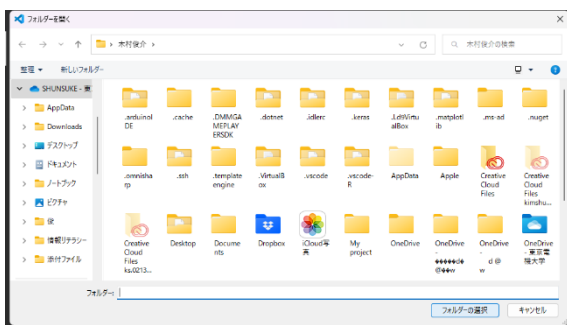 フォルダーを開く
木村俊介
木村俊介の検索
整理 新しいフォルダー
SHUNSUKE - 東
AppData
Downloads
デスクトップ
ドキュメント
ノートブック
ピクチャ
俊
情報リテラシー
添付ファイル
.arduinoIDE
.cache
.DMMGAMEPLAYERSDK
.dotnet
.idlerc
.keras
.LdVirtualBox
.matplotlib
.ms-ad
.nuget
.omnisharp
.ssh
.templateengine
.VirtualBox
.vscode
.vscode-R
AppData
Apple
Creative Cloud Files
Creative Cloud Files kimshu...
Creative Cloud Files ks.0213...
Desktop
Documents
Dropbox
iCloud写真
My project
OneDrive
OneDrive -
OneDrive -
OneDrive - 東京電機大学
フォルダー:
フォルダーの選択 キャンセル